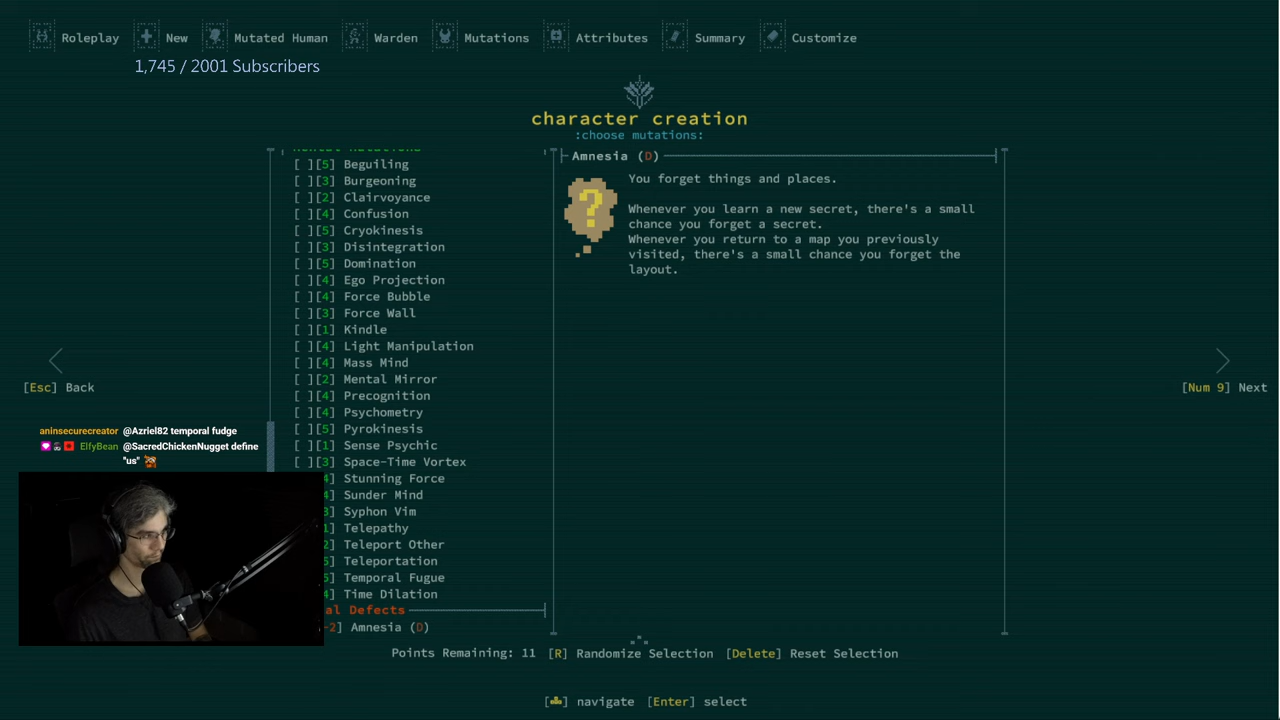 Roleplay New Mutated Human Warden Mutations Attributes Summary Customize
1,745 / 2001 Subscribers
character creation
:choose mutations:
Mental Mutations
[ ][5] Beguiling
[ ][3] Burgeoning
[ ][2] Clairvoyance
[ ][4] Confusion
[ ][5] Cryokinesis
[ ][3] Disintegration
[ ][5] Domination
[ ][4] Ego Projection
[ ][4] Force Bubble
[ ][3] Force Wall
[ ][1] Kindle
[ ][4] Light Manipulation
[ ][4] Mass Mind
[ ][2] Mental Mirror
[ ][4] Precognition
[ ][4] Psychometry
[ ][5] Pyrokinesis
[ ][1] Sense Psychic
[ ][3] Space-Time Vortex
] Stunning Force
] Sunder Mind
] Syphon Vim
] Telepathy
] Teleport Other
] Teleportation
] Temporal Fugue
] Time Dilation
al Defects
-2] Amnesia (D)
Amnesia (D)
You forget things and places.
Whenever you learn a new secret, there's a small
chance you forget a secret.
Whenever you return to a map you previously
visited, there's a small chance you forget the
layout.
[Esc] Back
[Num 9] Next
aninsecurecreator @Azriel82 temporal fudge
ElfyBean @SacredChickenNugget define
"us"
Points Remaining: 11 [R] Randomize Selection [Delete] Reset Selection
navigate [Enter] select